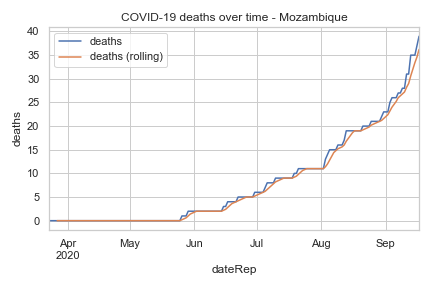 COVID-19 deaths over time - Mozambique
deaths
deaths (rolling)
40
35
30
25
20
15
10
5
0
deaths
Apr May Jun Jul Aug Sep
2020
dateRep